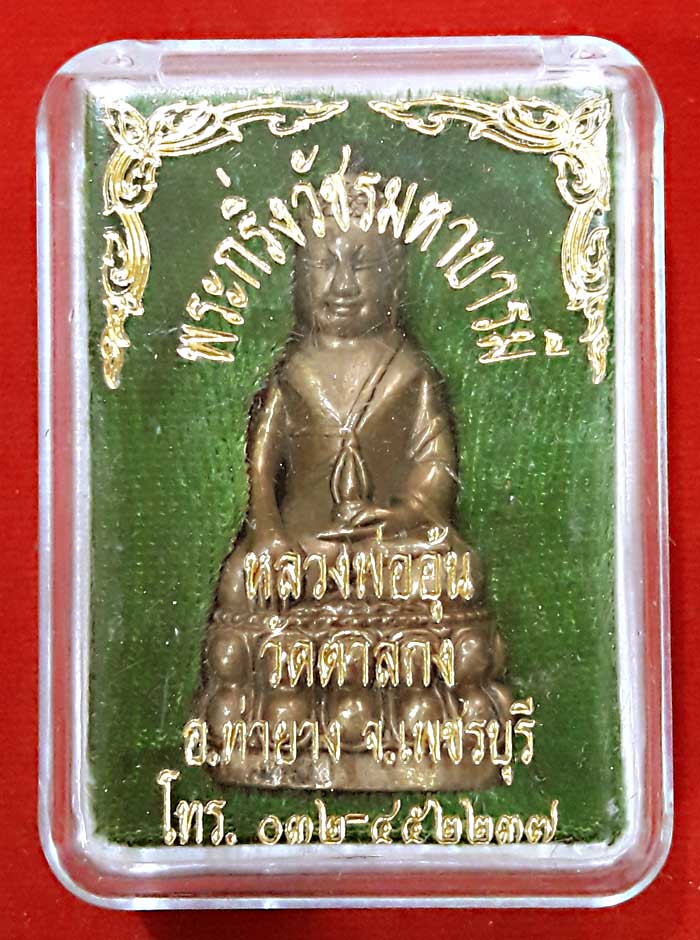 พระกริ่งวัชรมหาบารมี
หลวงพ่ออุ้น
วัดตาลกง
อ.ท่ายาง จ.เพชรบุรี
โทร. ๐๓๒-๔๕๒๒๓๗